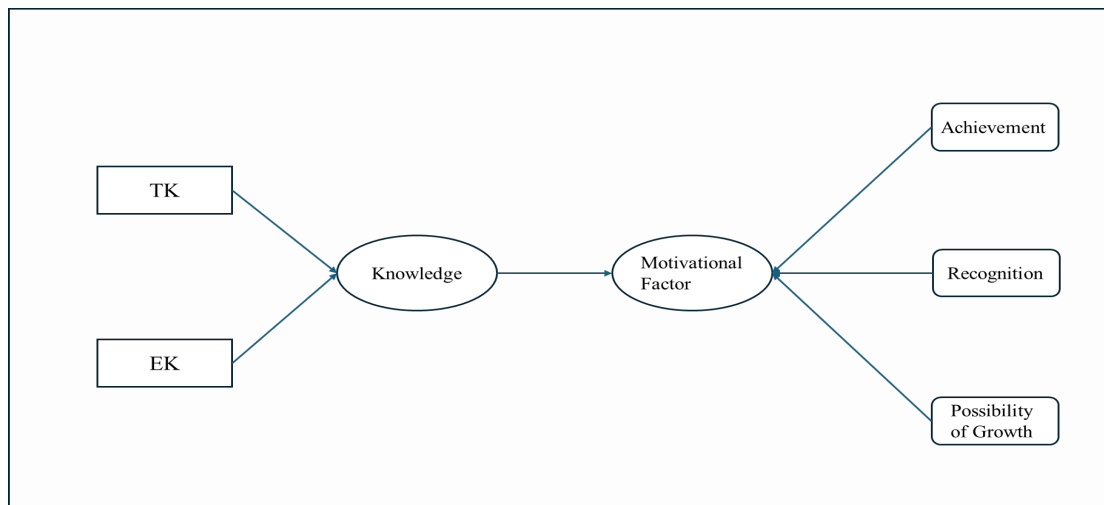 TK
EK
Knowledge
Motivational
Factor
Achievement
Recognition
Possibility
of Growth